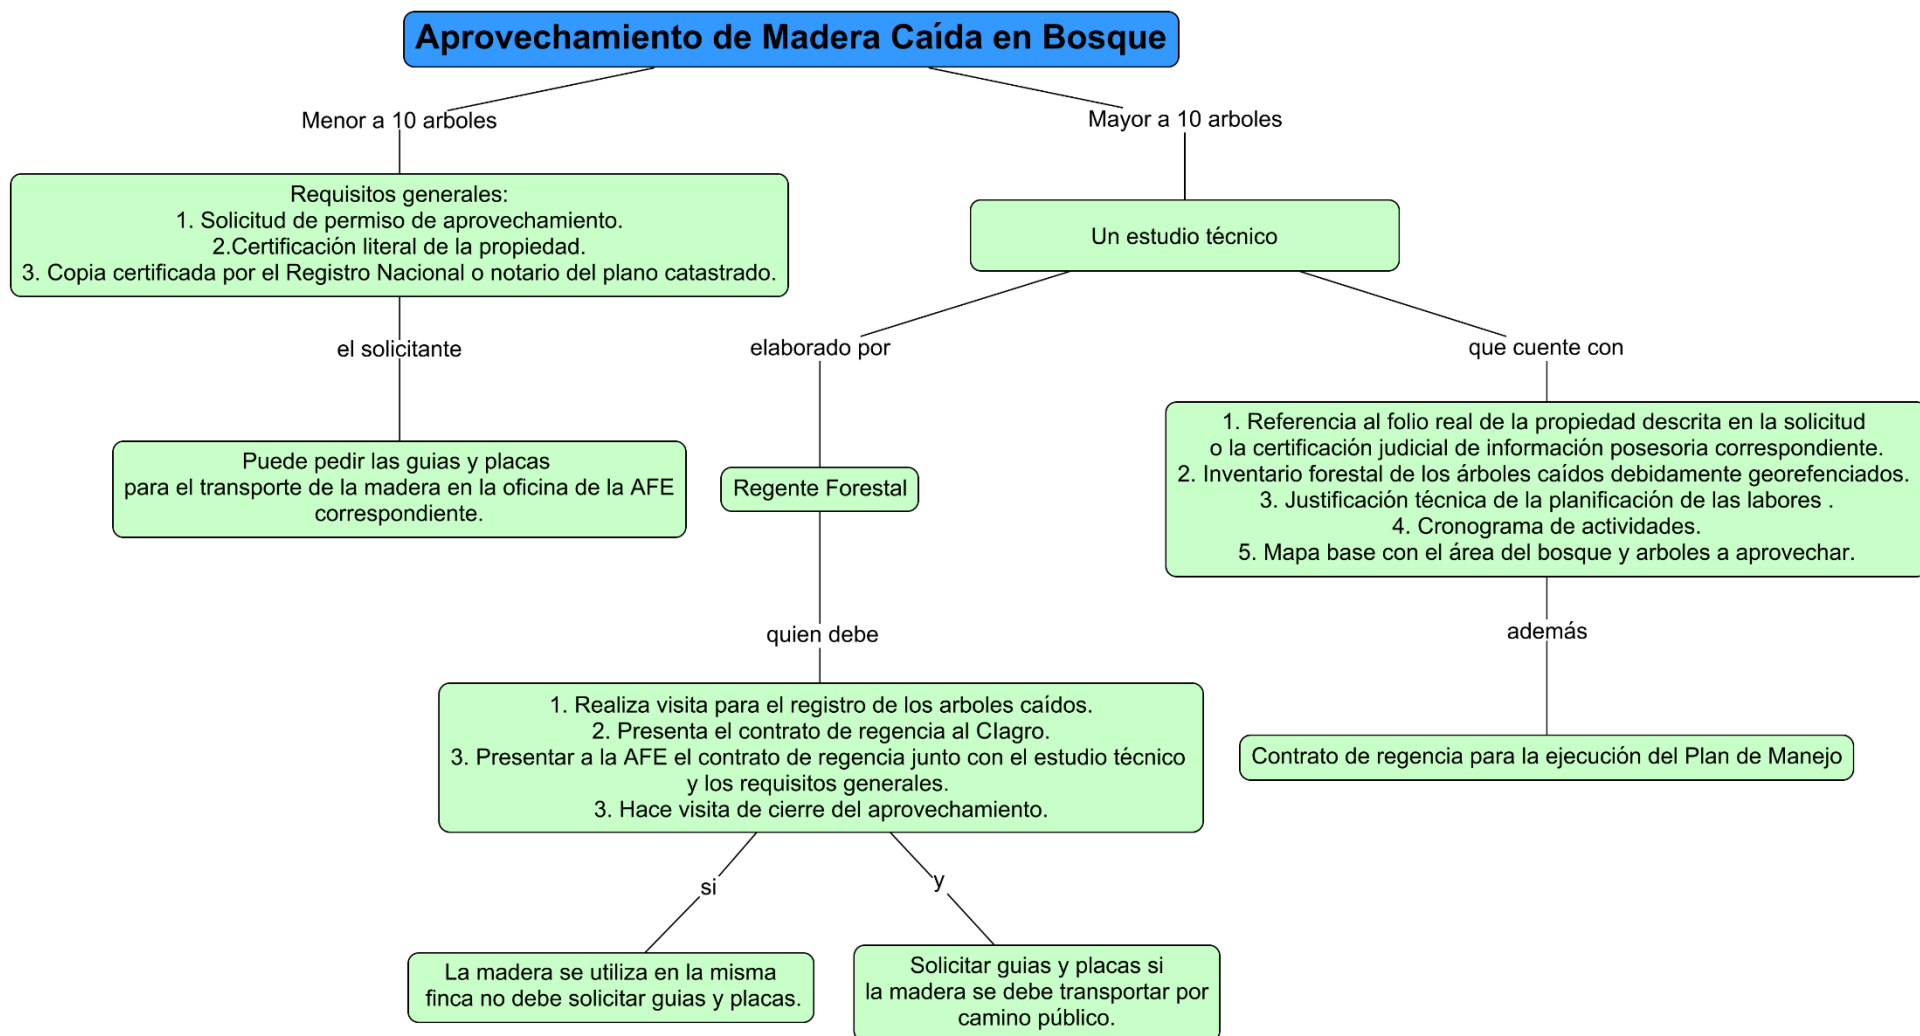 Aprovechamiento de Madera Caída en Bosque
Menor a 10 arboles
Mayor a 10 arboles
Requisitos generales:
1. Solicitud de permiso de aprovechamiento.
2.Certificación literal de la propiedad.
3. Copia certificada por el Registro Nacional o notario del plano catastrado.
Un estudio técnico
el solicitante
elaborado por
que cuente con
Puede pedir las guias y placas
para el transporte de la madera en la oficina de la AFE
correspondiente.
Regente Forestal
1. Referencia al folio real de la propiedad descrita en la solicitud
o la certificación judicial de información posesoria correspondiente.
2. Inventario forestal de los árboles caídos debidamente georefenciados.
3. Justificación técnica de la planificación de las labores .
4. Cronograma de actividades.
5. Mapa base con el área del bosque y arboles a aprovechar.
quien debe
además
1. Realiza visita para el registro de los arboles caídos.
2. Presenta el contrato de regencia al CIagro.
3. Presentar a la AFE el contrato de regencia junto con el estudio técnico
y los requisitos generales.
3. Hace visita de cierre del aprovechamiento.
Contrato de regencia para la ejecución del Plan de Manejo
si
y
La madera se utiliza en la misma
finca no debe solicitar guias y placas.
Solicitar guias y placas si
la madera se debe transportar por
camino público.